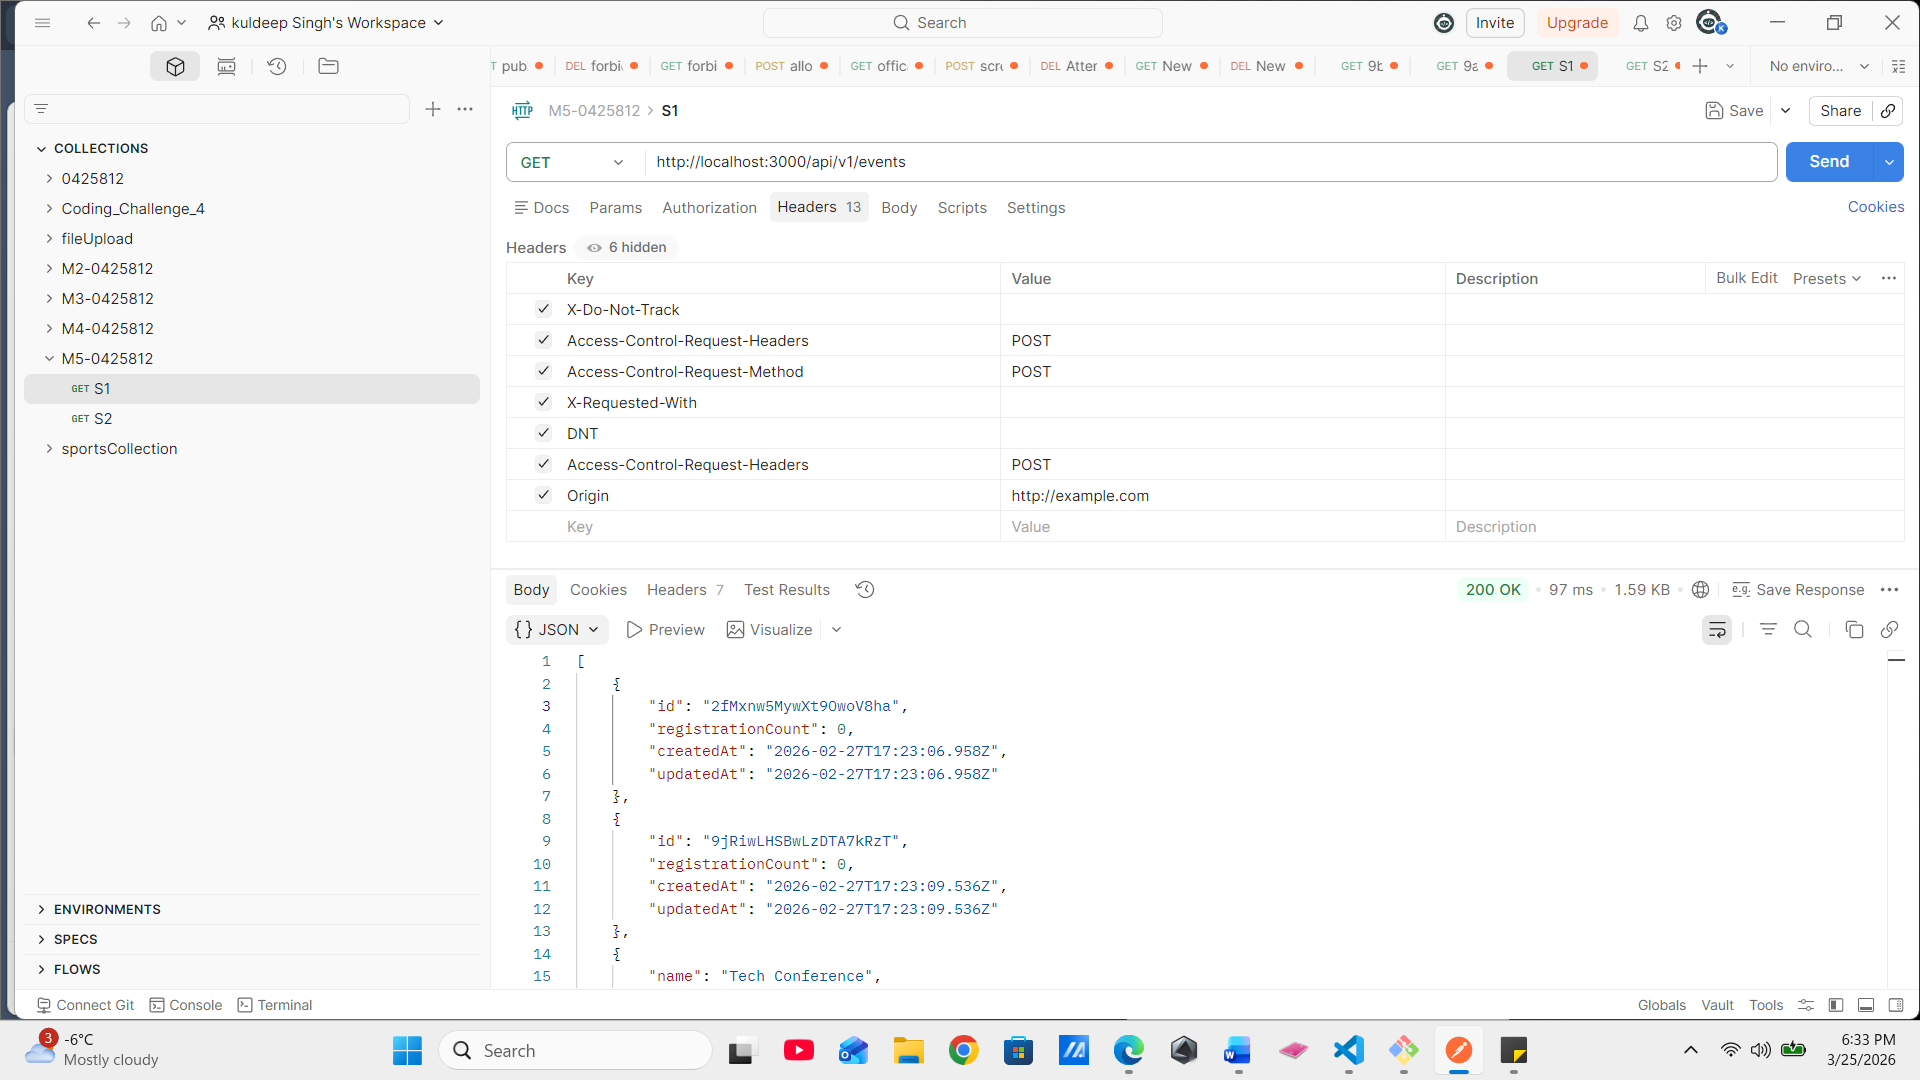 kuldeep Singh's Workspace
Search
Invite
Upgrade
K
T pub
DEL forbi
GET forbi
POST allo
GET offic
POST scr
DEL Atter
GET New
DEL New
GET 9b
GET 9a
GET S1
GET S2
No enviro...
HTTP M5-0425812 > S1
Save
Share
COLLECTIONS
0425812
Coding_Challenge_4
fileUpload
M2-0425812
M3-0425812
M4-0425812
M5-0425812
GET S1
GET S2
sportsCollection
ENVIRONMENTS
SPECS
FLOWS
GET
http://localhost:3000/api/v1/events
Send
Docs Params Authorization Headers 13 Body Scripts Settings
Cookies
Headers 6 hidden
Key Value Description Bulk Edit Presets
X-Do-Not-Track
Access-Control-Request-Headers POST
Access-Control-Request-Method POST
X-Requested-With
DNT
Access-Control-Request-Headers POST
Origin http://example.com
Key Value Description
Body Cookies Headers 7 Test Results
200 OK • 97 ms • 1.59 KB • e.g. Save Response
{} JSON Preview Visualize
1 [
2 {
3 "id": "2fMxnw5MywXt9OwoV8ha",
4 "registrationCount": 0,
5 "createdAt": "2026-02-27T17:23:06.958Z",
6 "updatedAt": "2026-02-27T17:23:06.958Z"
7 },
8 {
9 "id": "9jRiwLHSBwLzDTA7kRzT",
10 "registrationCount": 0,
11 "createdAt": "2026-02-27T17:23:09.536Z",
12 "updatedAt": "2026-02-27T17:23:09.536Z"
13 },
14 {
15 "name": "Tech Conference",
Connect Git Console Terminal
Globals Vault Tools
3
-6°C
Mostly cloudy
Search
6:33 PM
3/25/2026